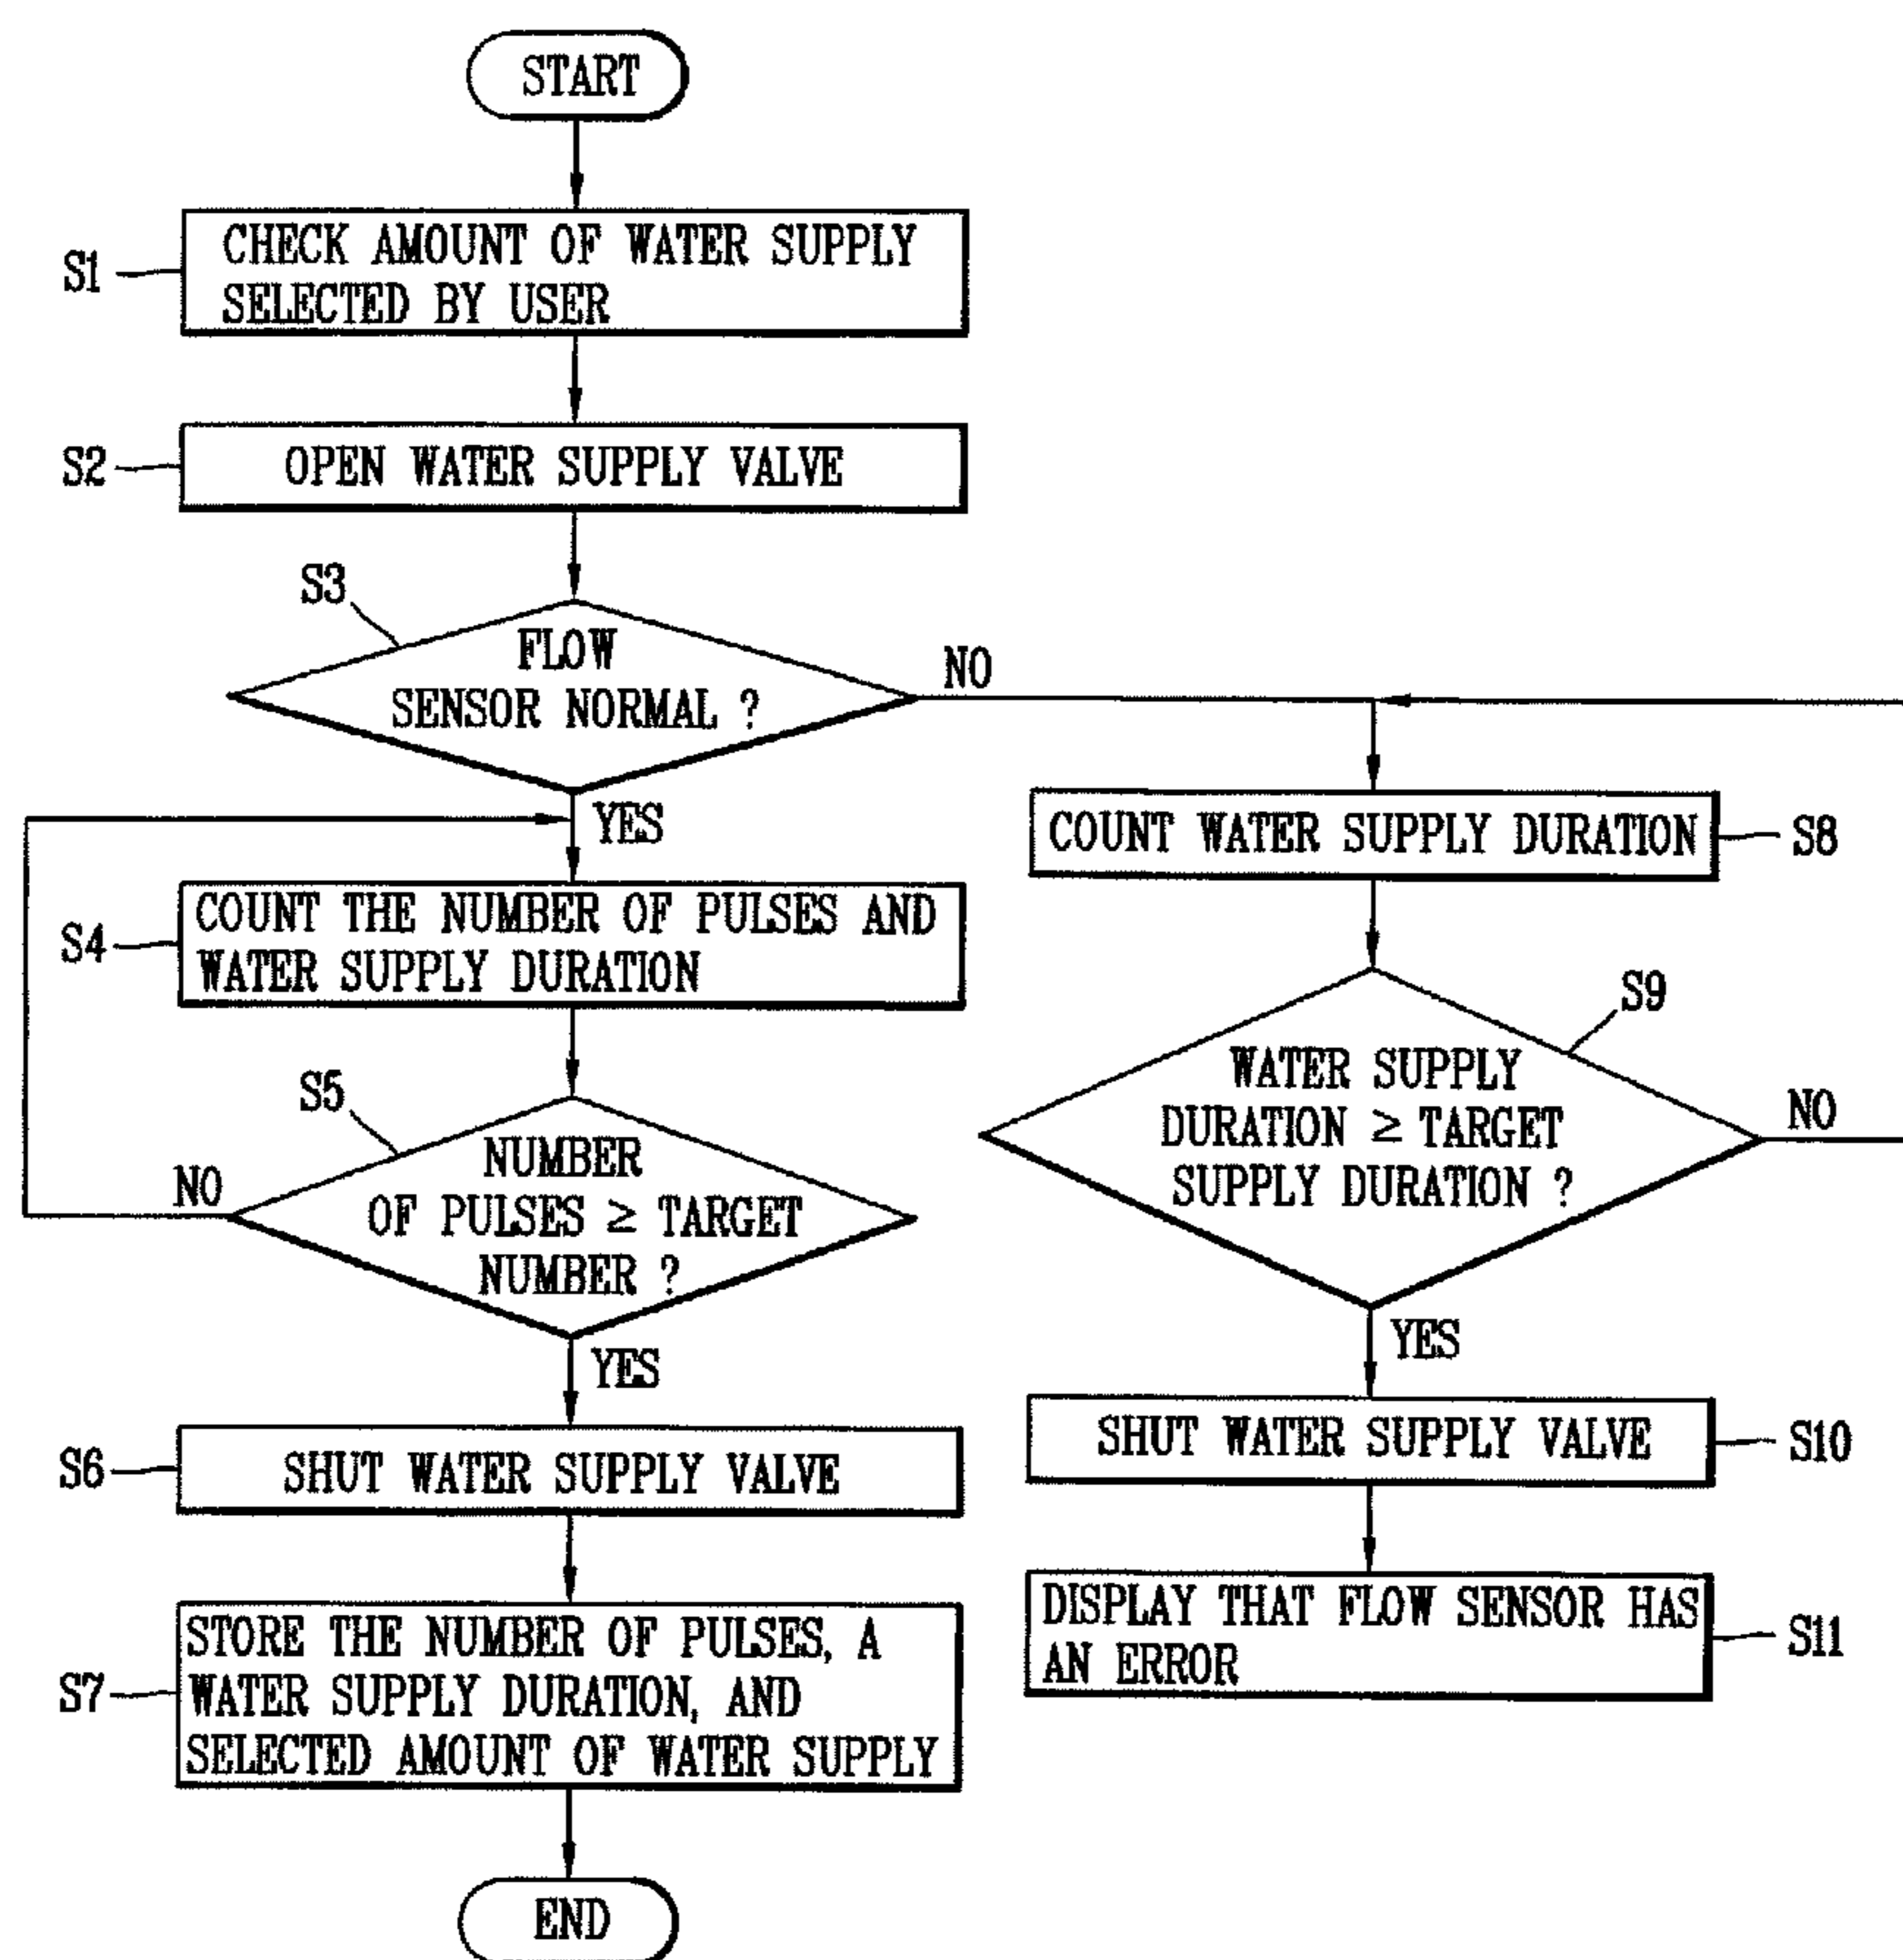 START
S1
CHECK AMOUNT OF WATER SUPPLY
SELECTED BY USER
S2
OPEN WATER SUPPLY VALVE
S3
FLOW
SENSOR NORMAL ?
NO
YES
S4
COUNT THE NUMBER OF PULSES AND
WATER SUPPLY DURATION
S5
NUMBER
OF PULSES ≥ TARGET
NUMBER ?
NO
YES
S6
SHUT WATER SUPPLY VALVE
S7
STORE THE NUMBER OF PULSES, A
WATER SUPPLY DURATION, AND
SELECTED AMOUNT OF WATER SUPPLY
END
COUNT WATER SUPPLY DURATION
S8
S9
WATER SUPPLY
DURATION ≥ TARGET
SUPPLY DURATION ?
NO
YES
SHUT WATER SUPPLY VALVE
S10
DISPLAY THAT FLOW SENSOR HAS
AN ERROR
S11